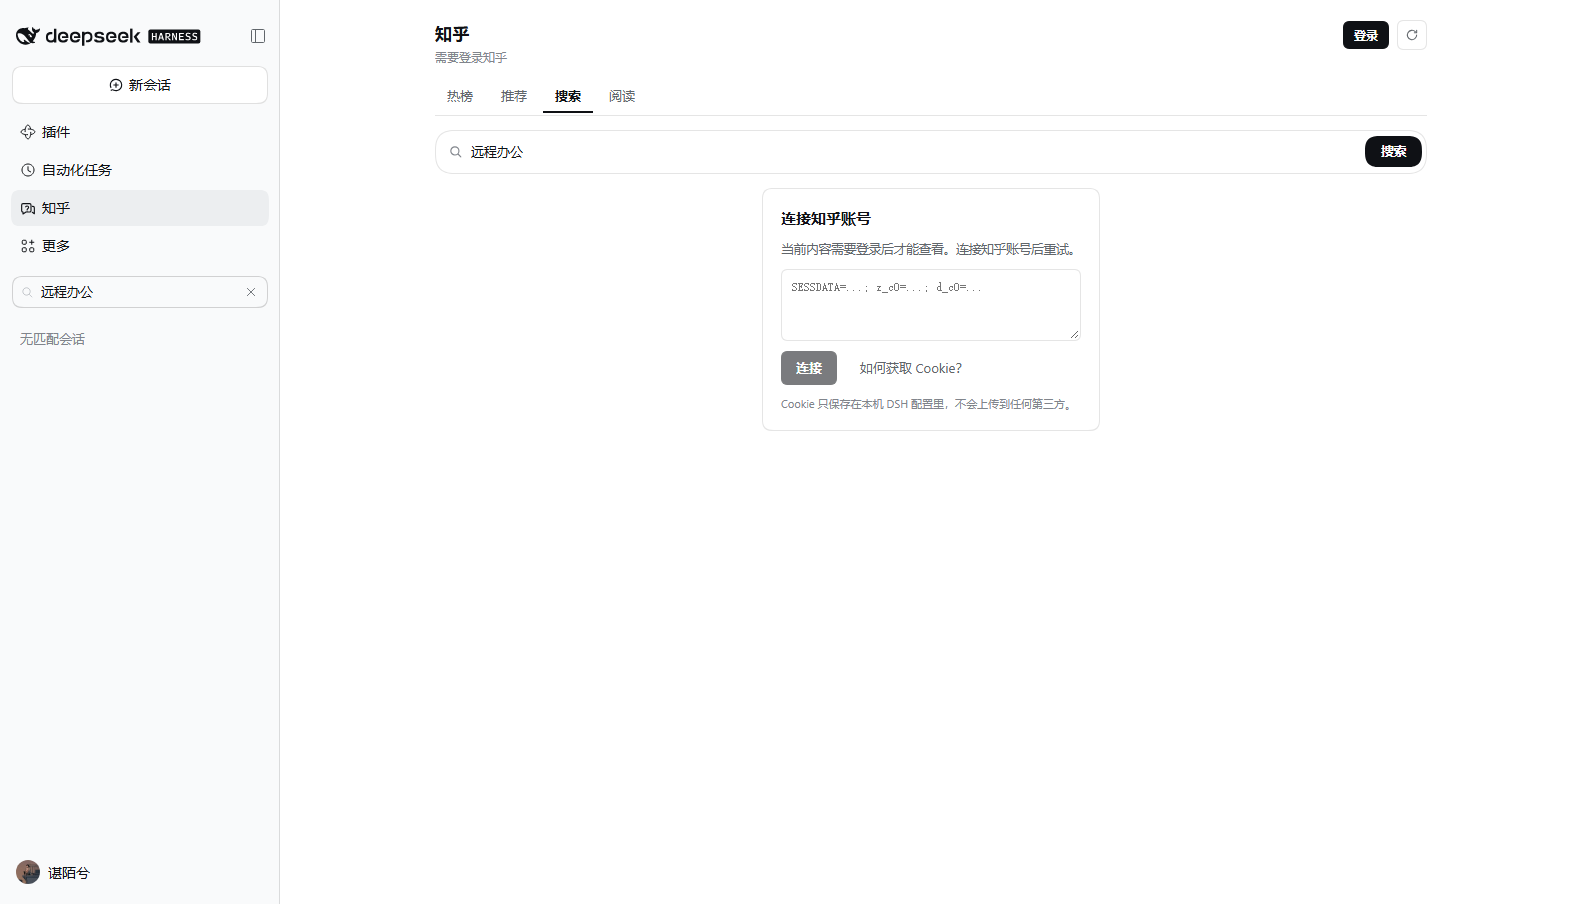 deepseek HARNESS
新会话
插件
自动化任务
知乎
更多
远程办公
无匹配会话
谌陌兮
知乎
需要登录知乎
登录
热榜 推荐 搜索 阅读
远程办公 搜索
连接知乎账号
当前内容需要登录后才能查看。连接知乎账号后重试。
SESSDATA=...; z_c0=...; d_c0=...
连接 如何获取 Cookie?
Cookie 只保存在本机 DSH 配置里，不会上传到任何第三方。